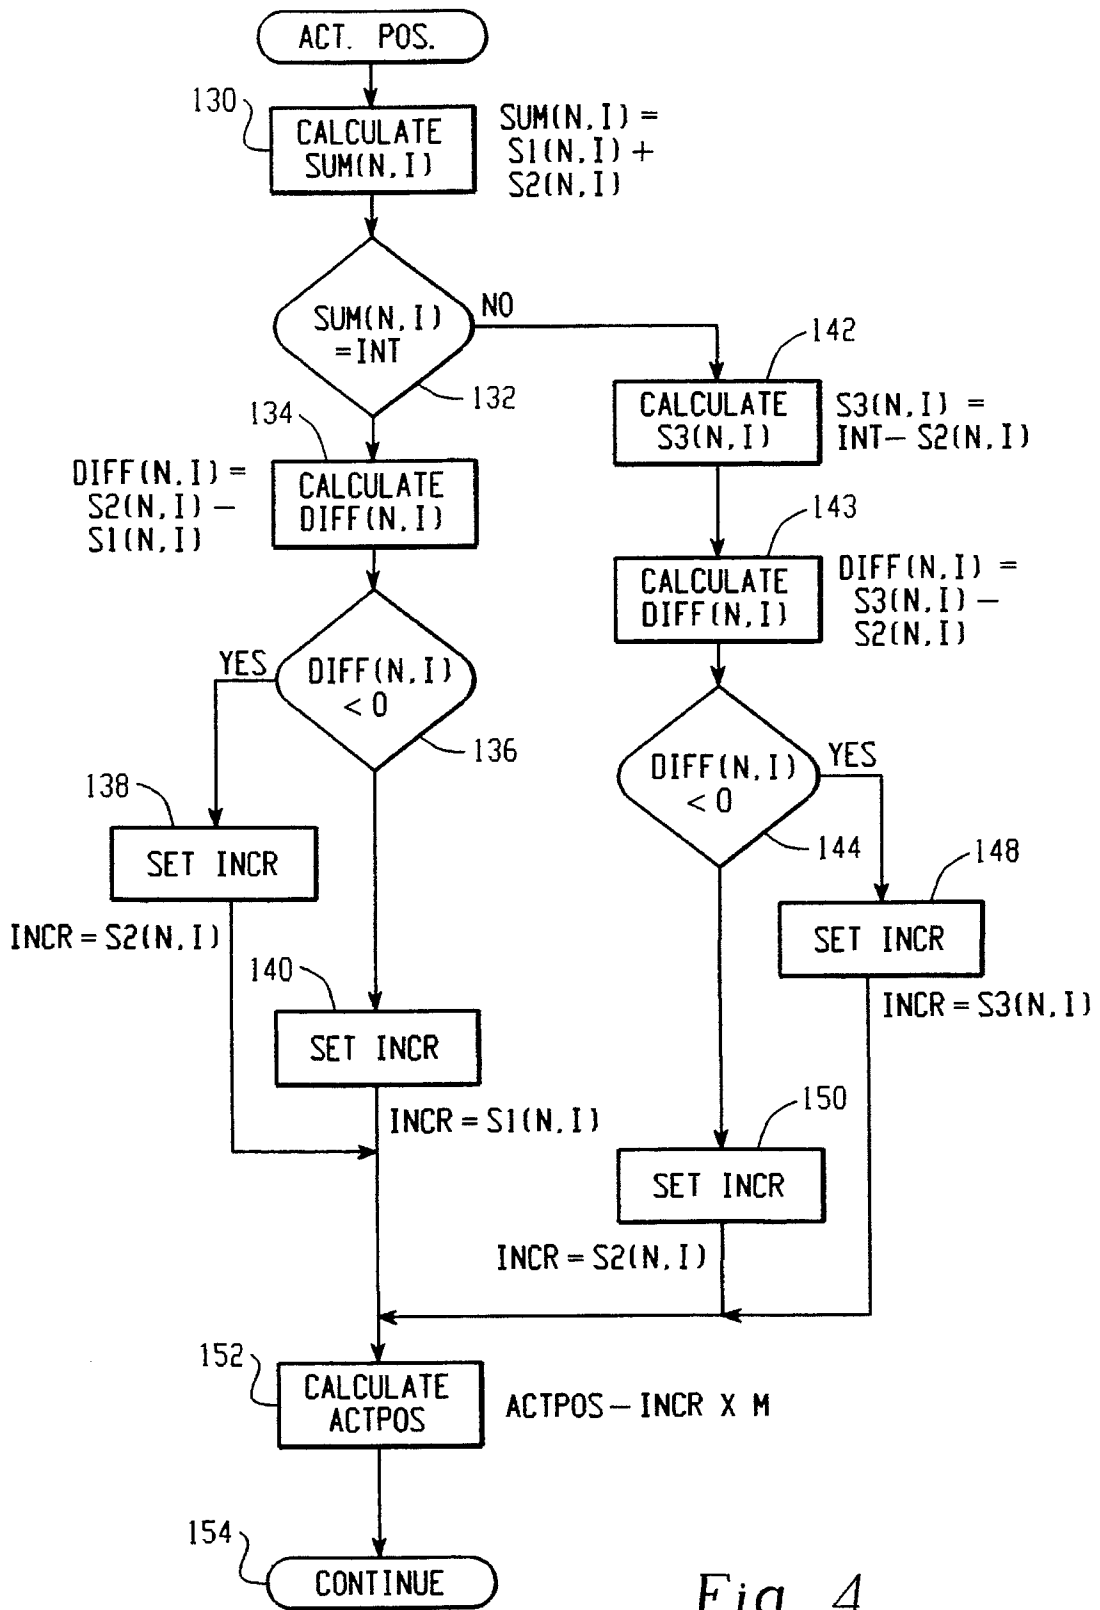 ACT. POS.
130
CALCULATE
SUM(N,I)
SUM(N,I) =
S1(N,I) +
S2(N,I)
SUM(N,I)
=INT
NO
132
142
CALCULATE
S3(N,I)
S3(N,I) =
INT- S2(N,I)
134
DIFF(N,I) =
S2(N,I) -
S1(N,I)
CALCULATE
DIFF(N,I)
143
CALCULATE
DIFF(N,I)
DIFF(N,I) =
S3(N,I) -
S2(N,I)
YES
DIFF(N,I)
< 0
136
DIFF(N,I)
< 0
YES
144
138
SET INCR
INCR = S2(N,I)
148
SET INCR
INCR = S3(N,I)
140
SET INCR
INCR = S1(N,I)
150
SET INCR
INCR = S2(N,I)
152
CALCULATE
ACTPOS
ACTPOS - INCR X M
154
CONTINUE
Fig. 4